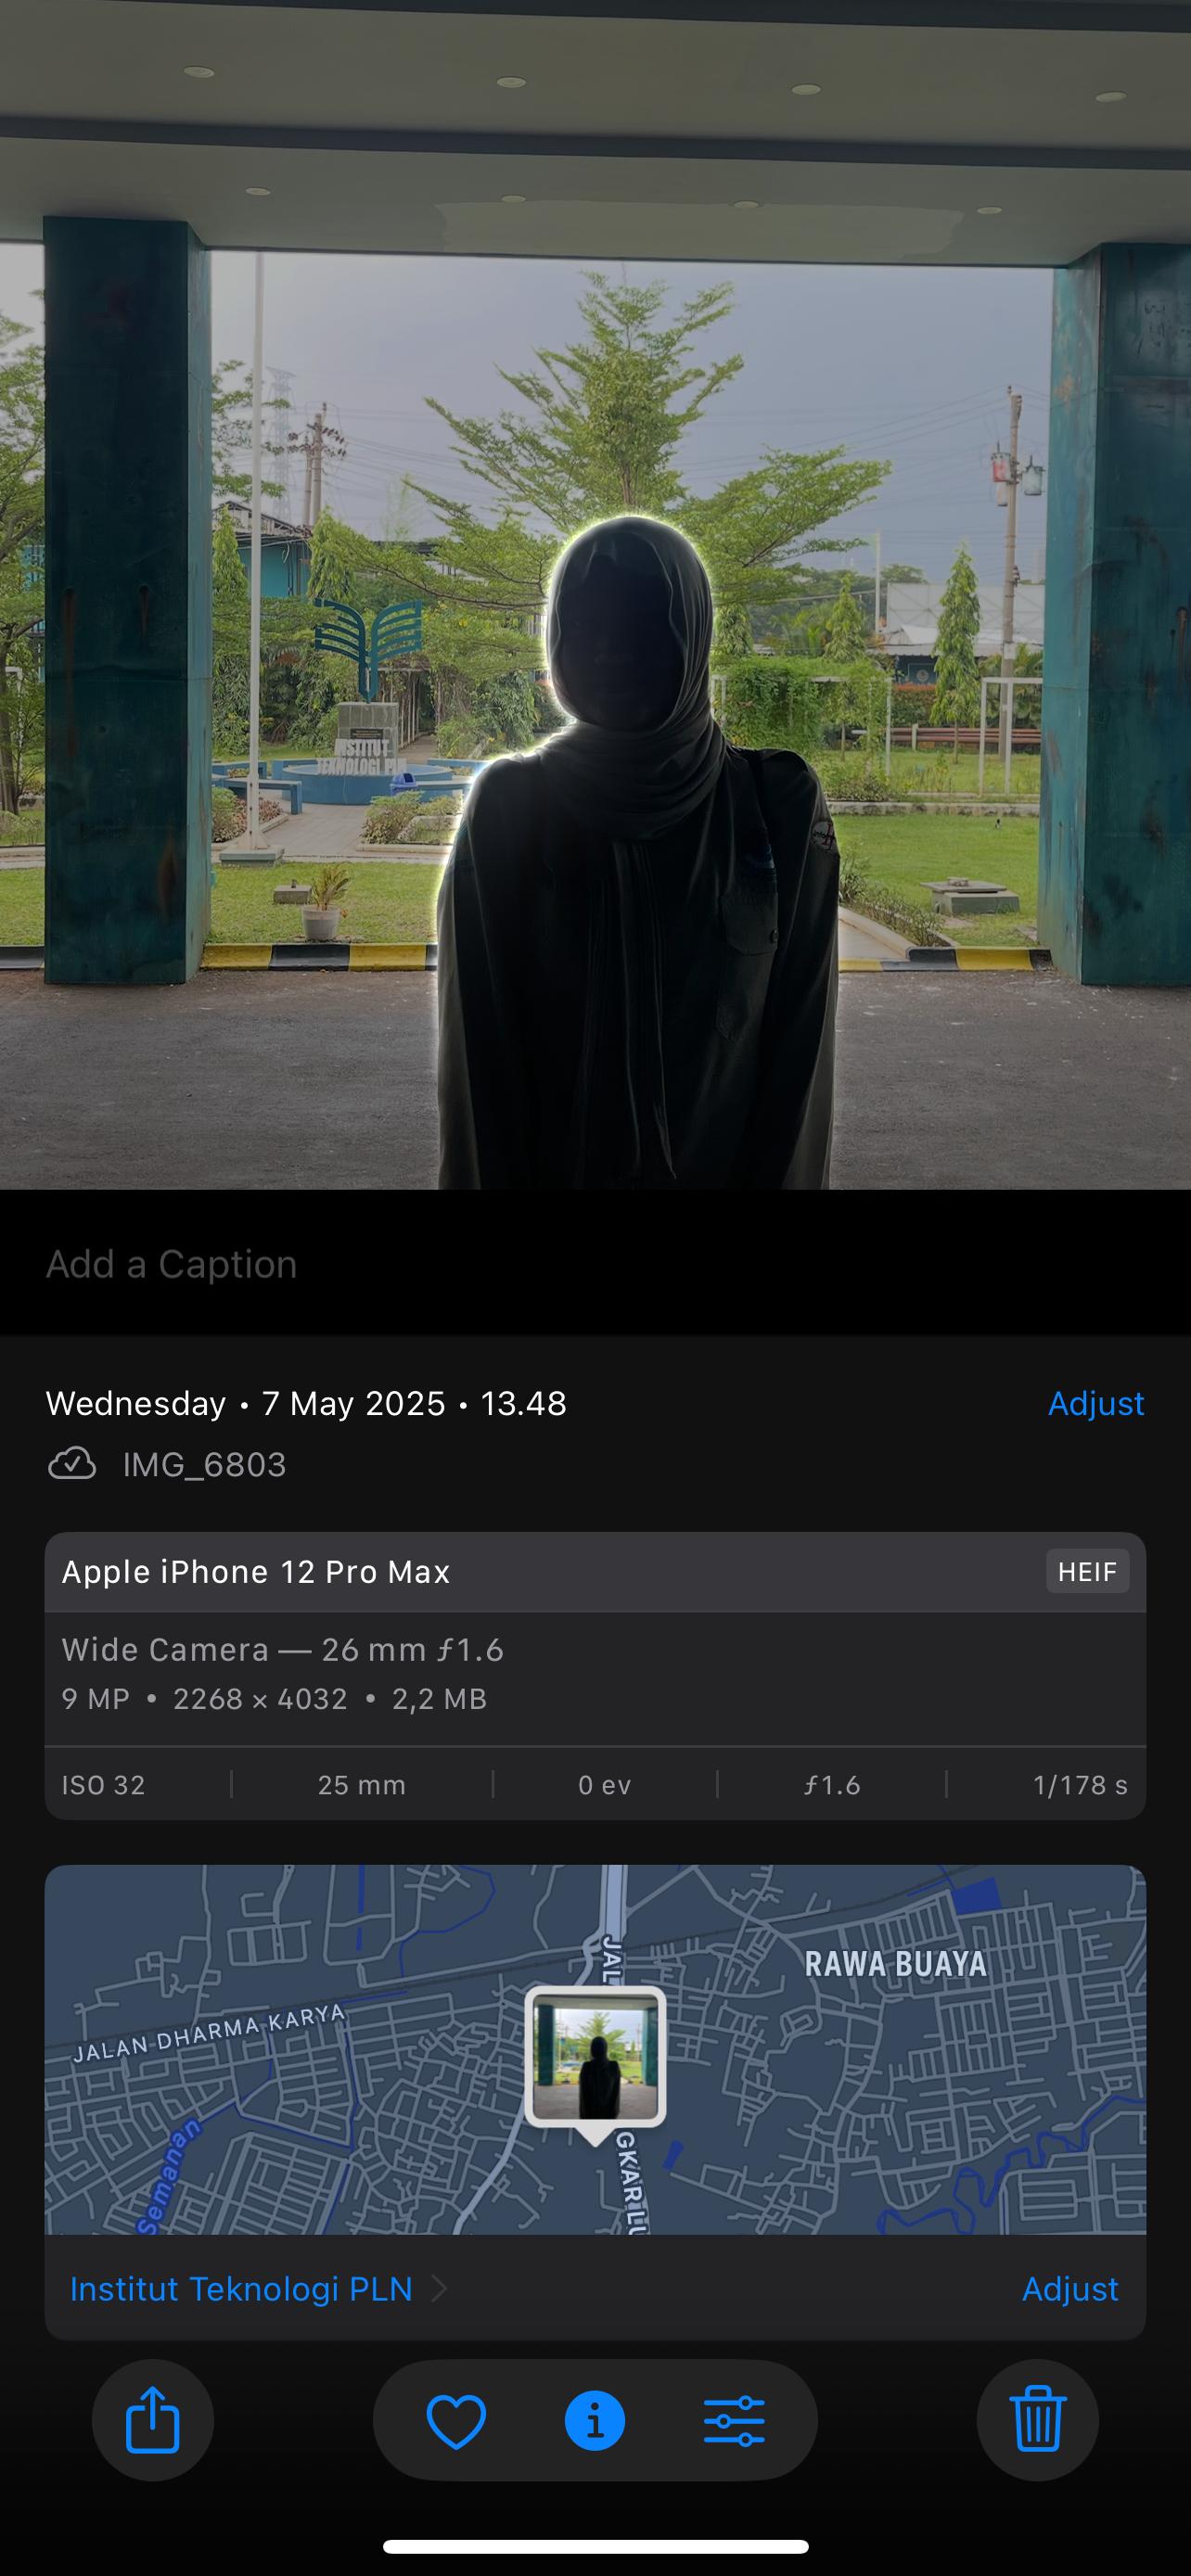 INSTITUT
TEKNOLOGI PLN
Add a Caption
Wednesday • 7 May 2025 • 13.48
Adjust
IMG_6803
Apple iPhone 12 Pro Max
HEIF
Wide Camera — 26 mm ƒ1.6
9 MP • 2268 × 4032 • 2,2 MB
ISO 32
25 mm
0 ev
ƒ1.6
1/178 s
JAL
RAWA BUAYA
JALAN DHARMA KARYA
GKAR LU
Semanan
Institut Teknologi PLN
Adjust